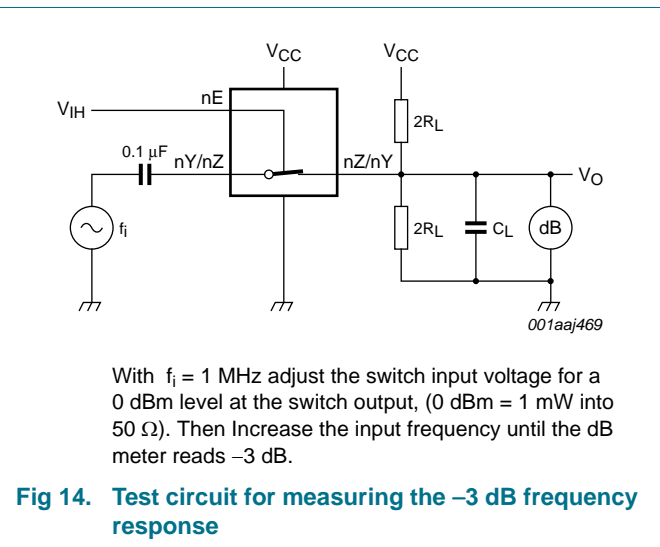 VCC VCC
nE
VIH
2RL
0.1 μF nY/nZ nZ/nY
VO
fi
2RL CL dB
001aaj469
With fi = 1 MHz adjust the switch input voltage for a
0 dBm level at the switch output, (0 dBm = 1 mW into
50 Ω). Then Increase the input frequency until the dB
meter reads −3 dB.
Fig 14. Test circuit for measuring the −3 dB frequency
response